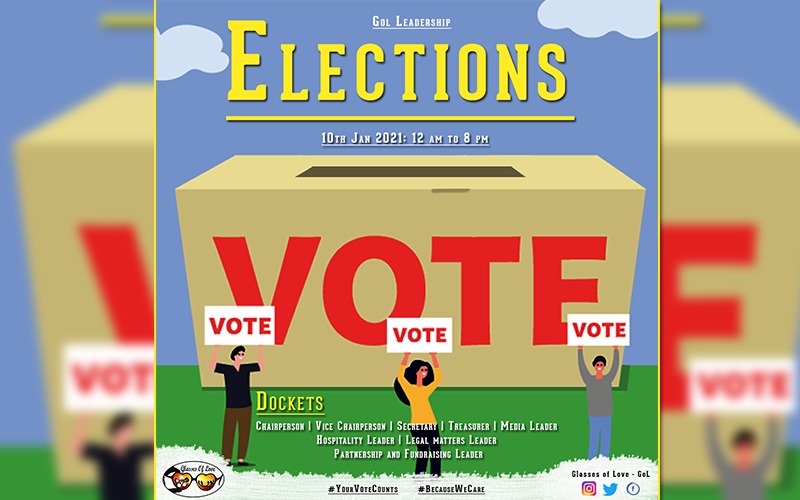 GoL Leadership
Elections
10th Jan 2021: 12 am to 8 pm
VOTE
VOTE
VOTE
VOTE
Dockets
Chairperson | Vice Chairperson | Secretary | Treasurer | Media Leader
Hospitality Leader | Legal matters Leader
Partnership and Fundraising Leader
Glasses Of Love
#YourVoteCounts #BecauseWeCare
Glasses of Love - GoL